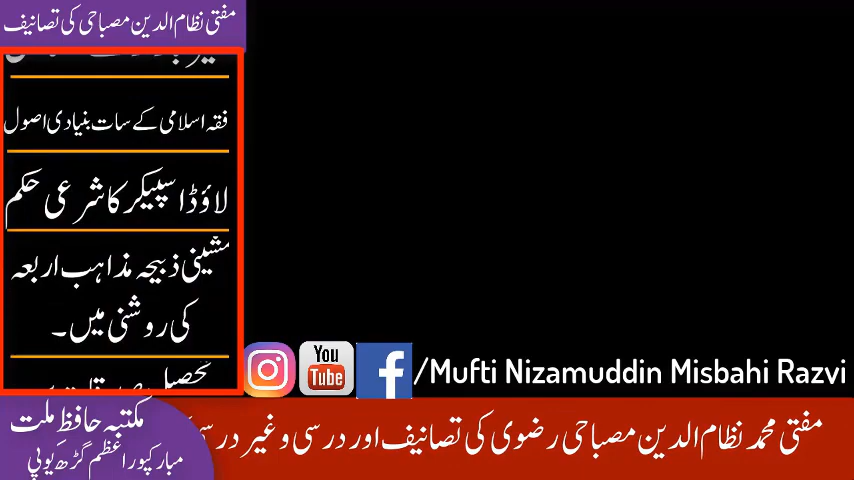 مفتی نظام الدین مصباحی کی تصانیف
فقہ اسلامی کے سات بنیادی اصول
لاؤڈ اسپیکر کا شرعی حکم
مشینی ذبیحہ مذاہب اربعہ
کی روشنی میں۔
You
Tube
/Mufti Nizamuddin Misbahi Razvi
مفتی محمد نظام الدین مصباحی رضوی کی تصانیف اور درسی و غیر درسی
مکتبہ حافظِ ملت
مبارکپور اعظم گڑھ یوپی